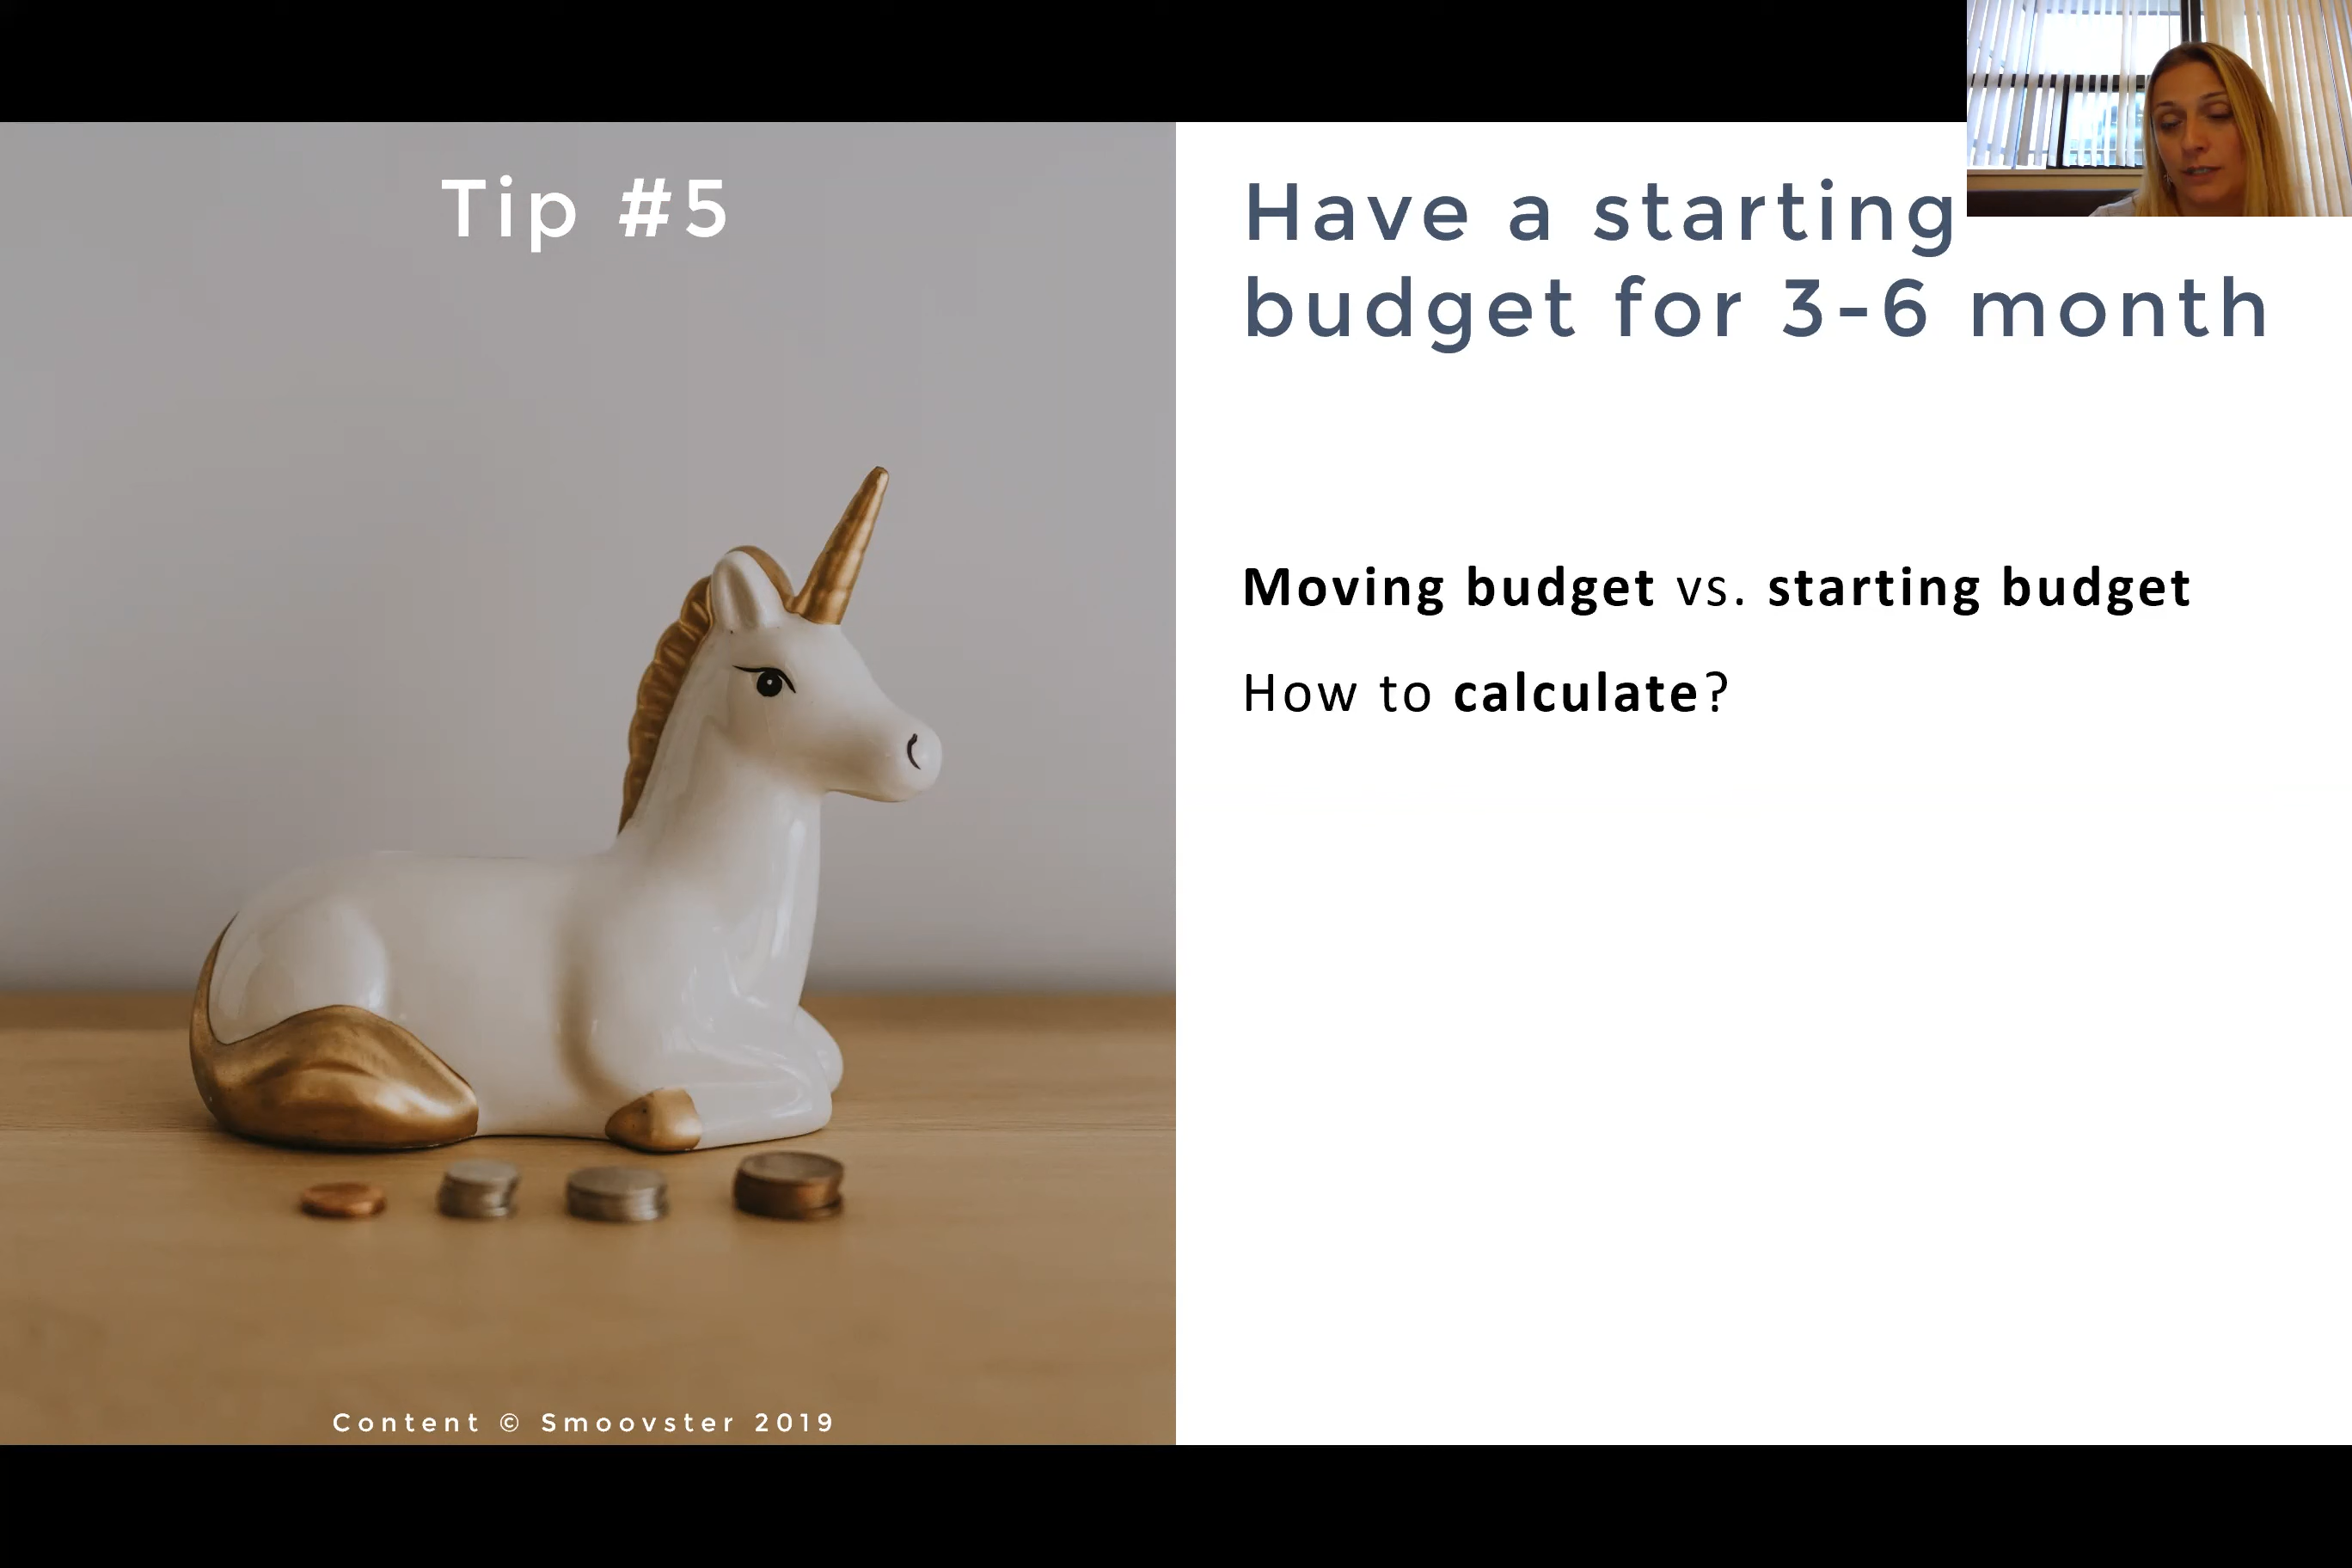 Tip #5
Have a starting
budget for 3-6 month
Moving budget vs. starting budget
How to calculate?
Content © Smoovster 2019